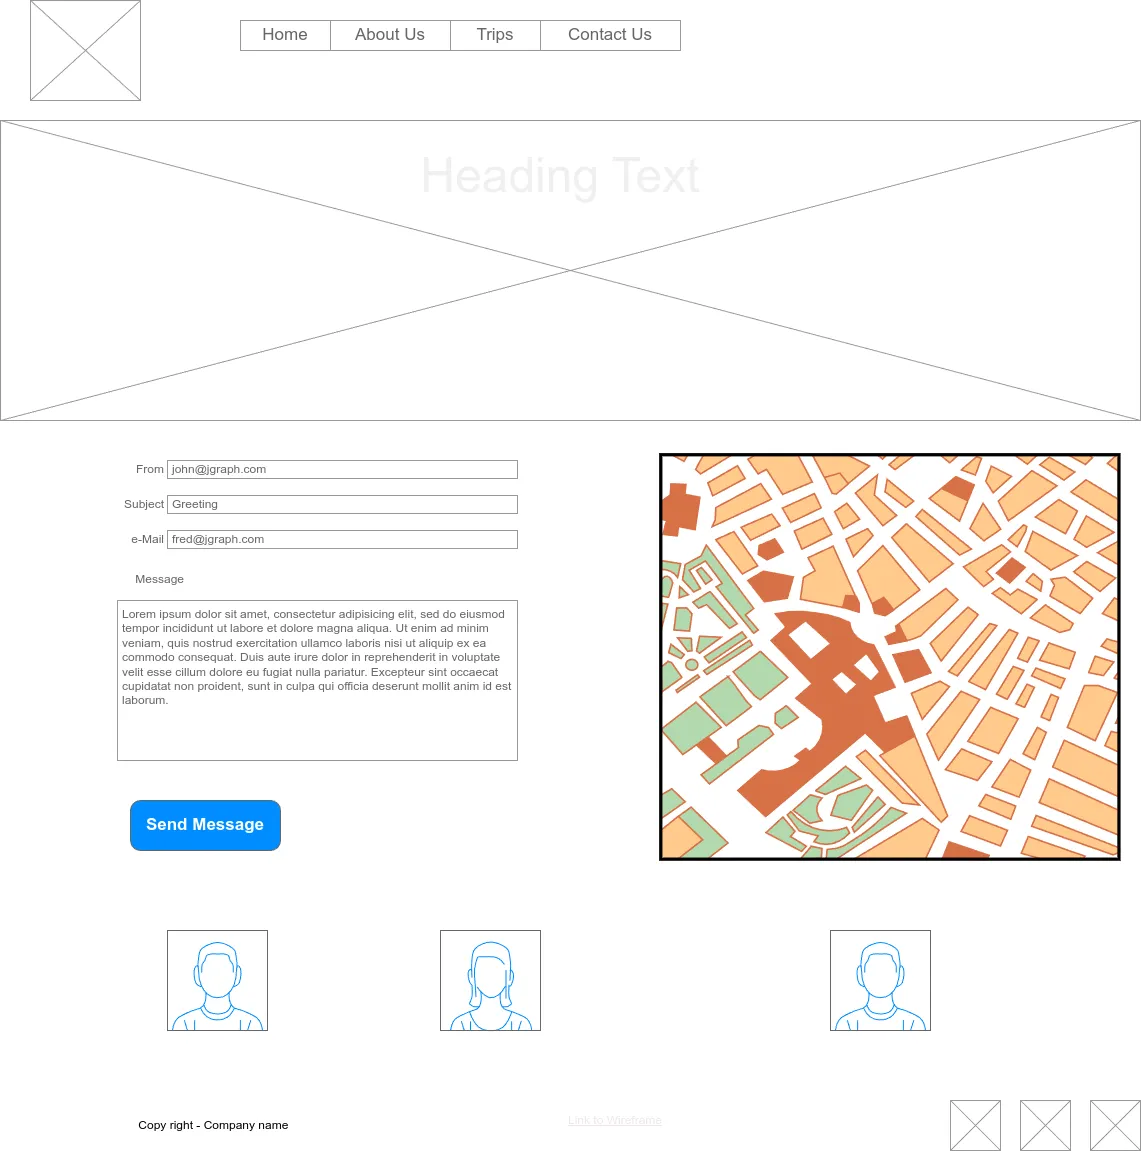 Home About Us Trips Contact Us
Heading Text
From john@jgraph.com
Subject Greeting
e-Mail fred@jgraph.com
Message
Lorem ipsum dolor sit amet, consectetur adipisicing elit, sed do eiusmod
tempor incididunt ut labore et dolore magna aliqua. Ut enim ad minim
veniam, quis nostrud exercitation ullamco laboris nisi ut aliquip ex ea
commodo consequat. Duis aute irure dolor in reprehenderit in voluptate
velit esse cillum dolore eu fugiat nulla pariatur. Excepteur sint occaecat
cupidatat non proident, sunt in culpa qui officia deserunt mollit anim id est
laborum.
Send Message
Copy right - Company name
Link to Wireframe